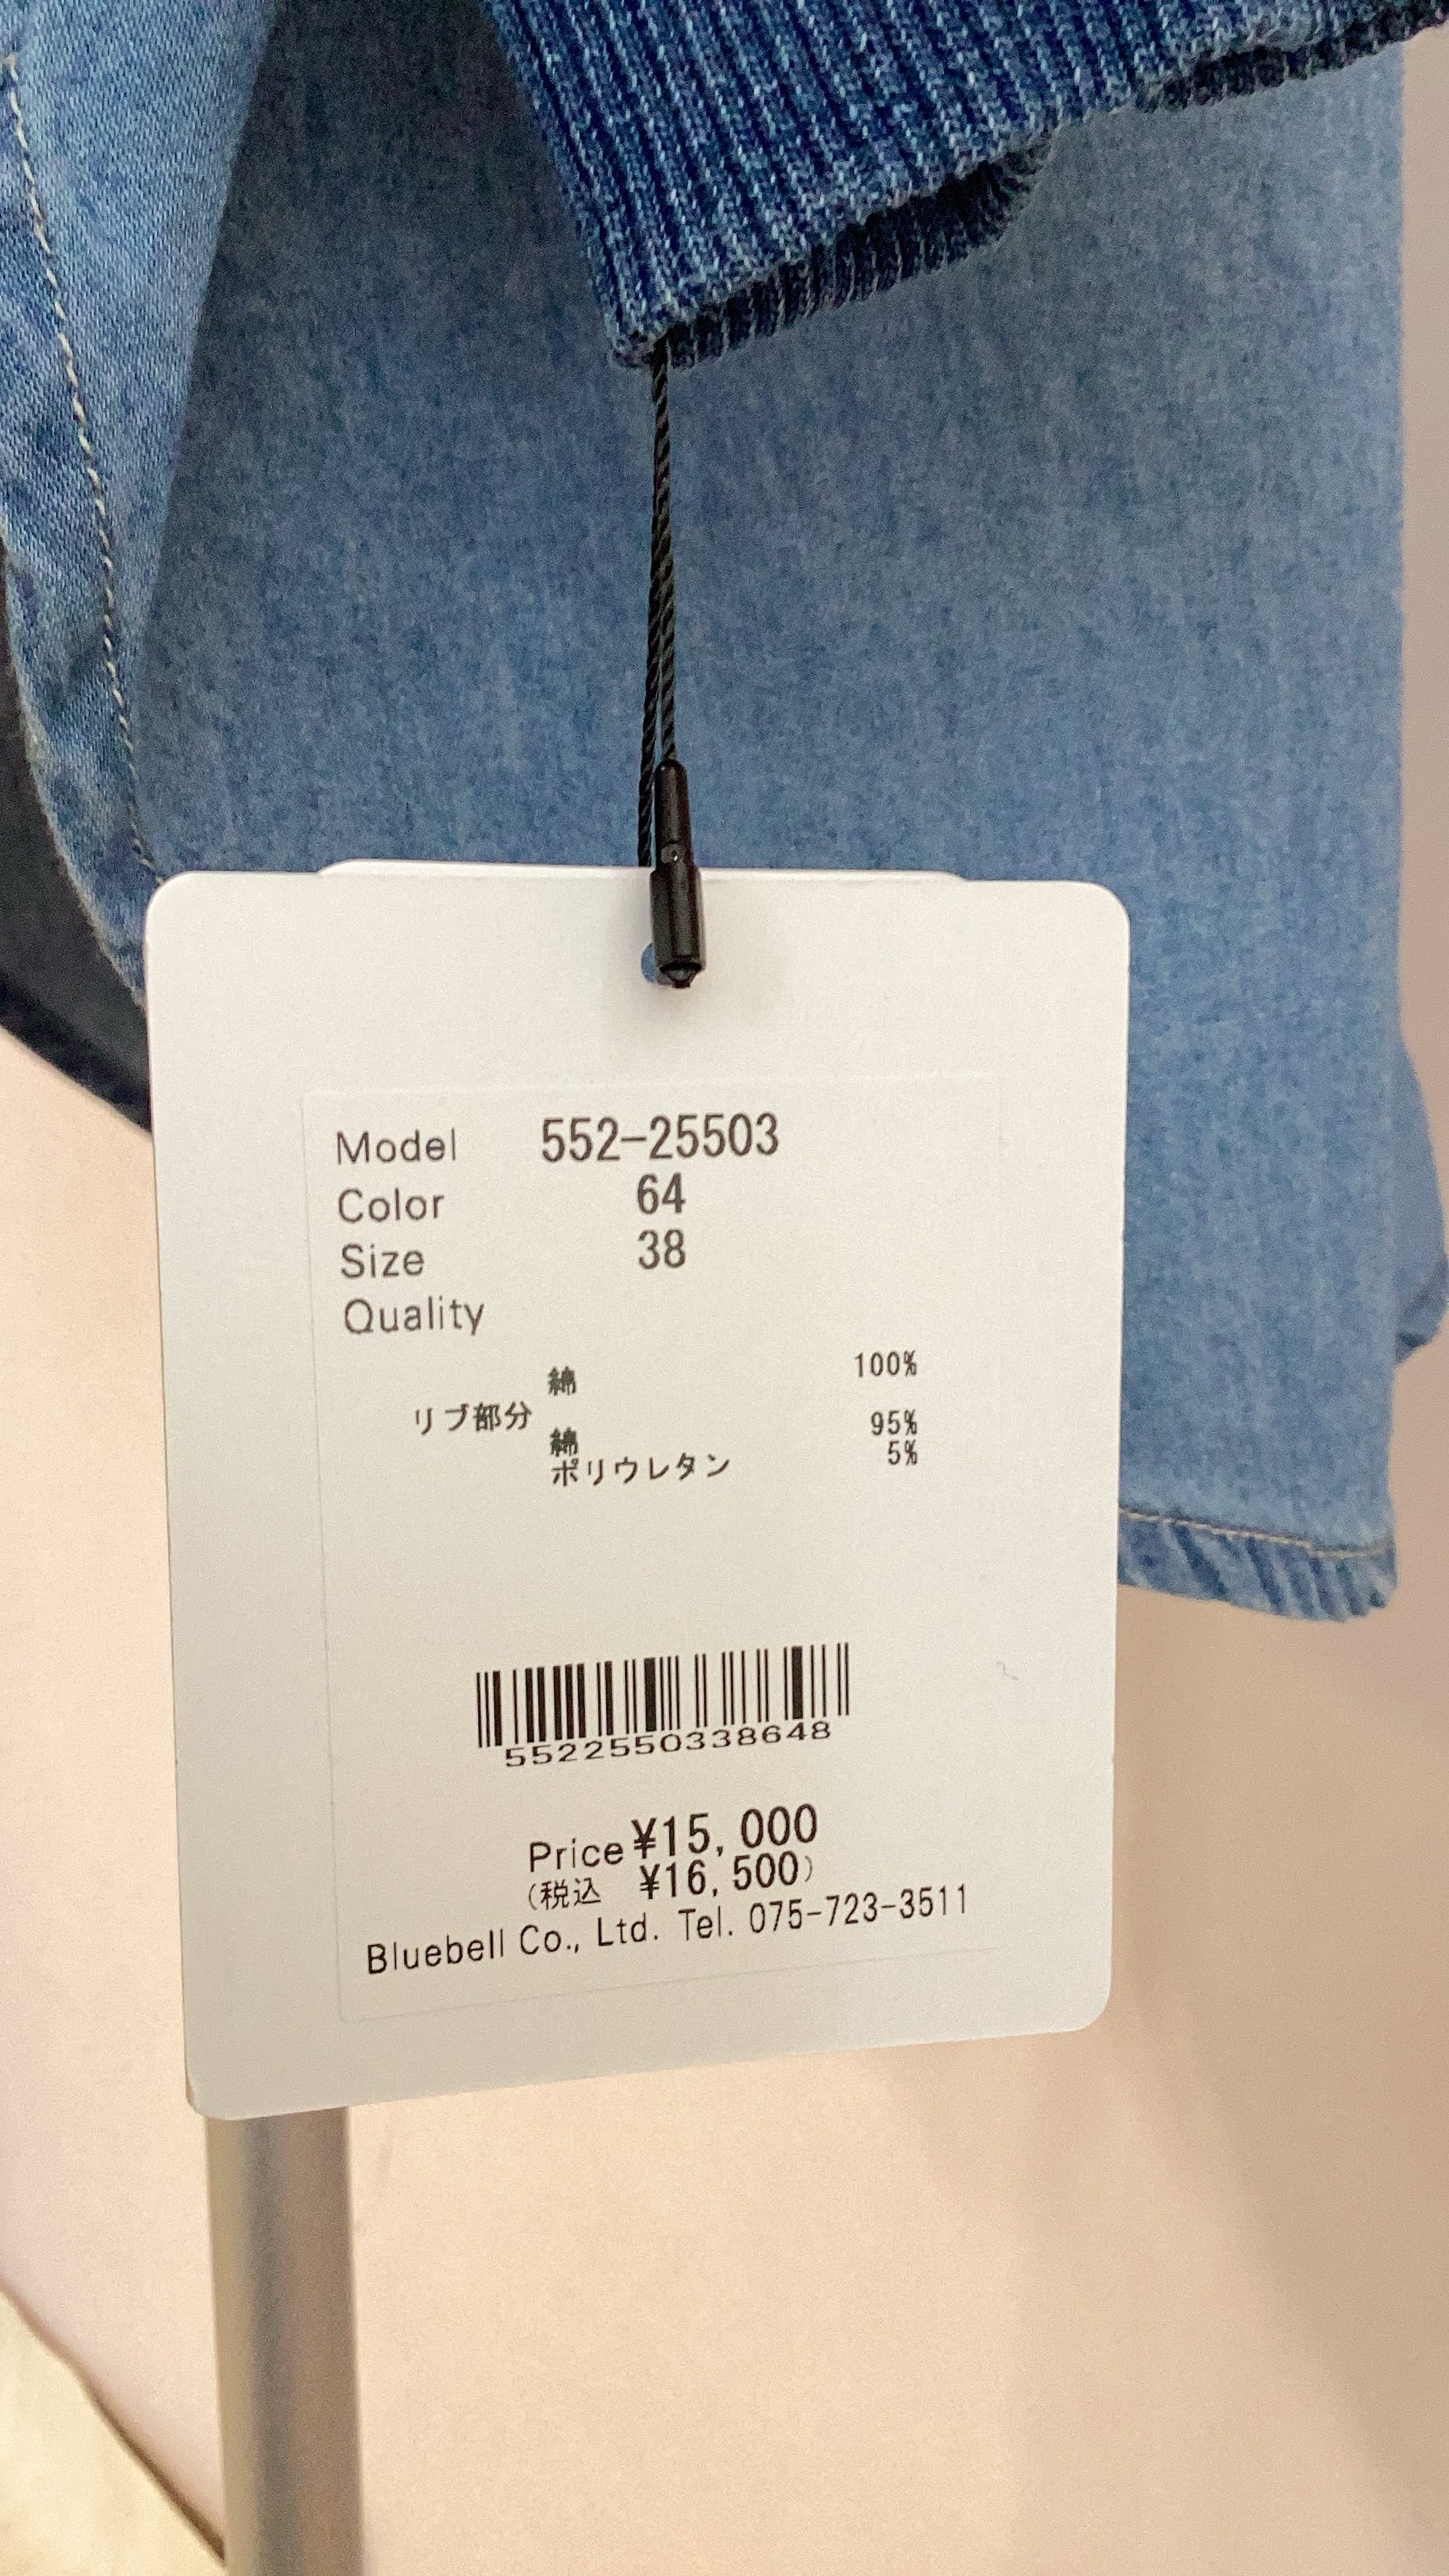 Model 552-25503
Color 64
Size 38
Quality
綿 100%
リブ部分
綿 95%
ポリウレタン 5%
5522550338648
Price ¥15,000
(税込 ¥16,500)
Bluebell Co., Ltd. Tel. 075-723-3511